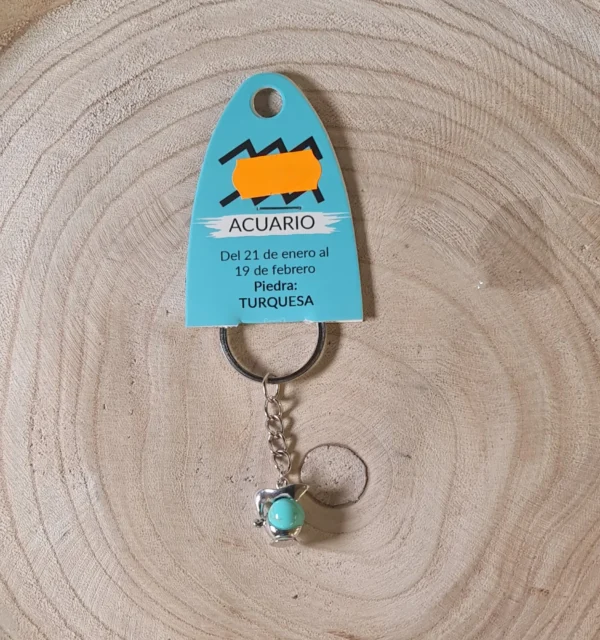 ACUARIO
Del 21 de enero al
19 de febrero
Piedra:
TURQUESA